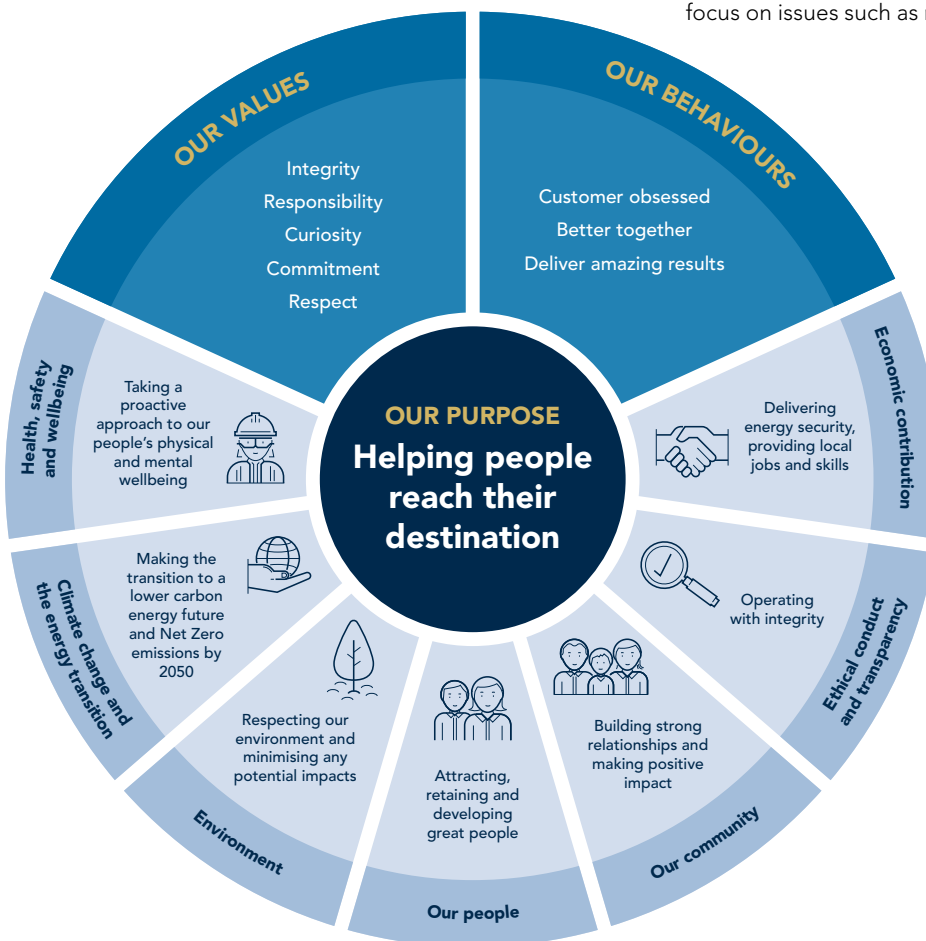 focus on issues such as
OUR VALUES
Integrity
Responsibility
Curiosity
Commitment
Respect
OUR BEHAVIOURS
Customer obsessed
Better together
Deliver amazing results
OUR PURPOSE
Helping people
reach their
destination
Health, safety
and wellbeing
Taking a
proactive
approach to our
people's physical
and mental
wellbeing
Climate change and
the energy transition
Making the
transition to a
lower carbon
energy future
and Net Zero
emissions by
2050
Environment
Respecting our
environment and
minimising any
potential impacts
Our people
Attracting,
retaining and
developing
great people
Our community
Building strong
relationships and
making positive
impact
Ethical conduct
and transparency
Operating
with integrity
Economic contribution
Delivering
energy security,
providing local
jobs and skills